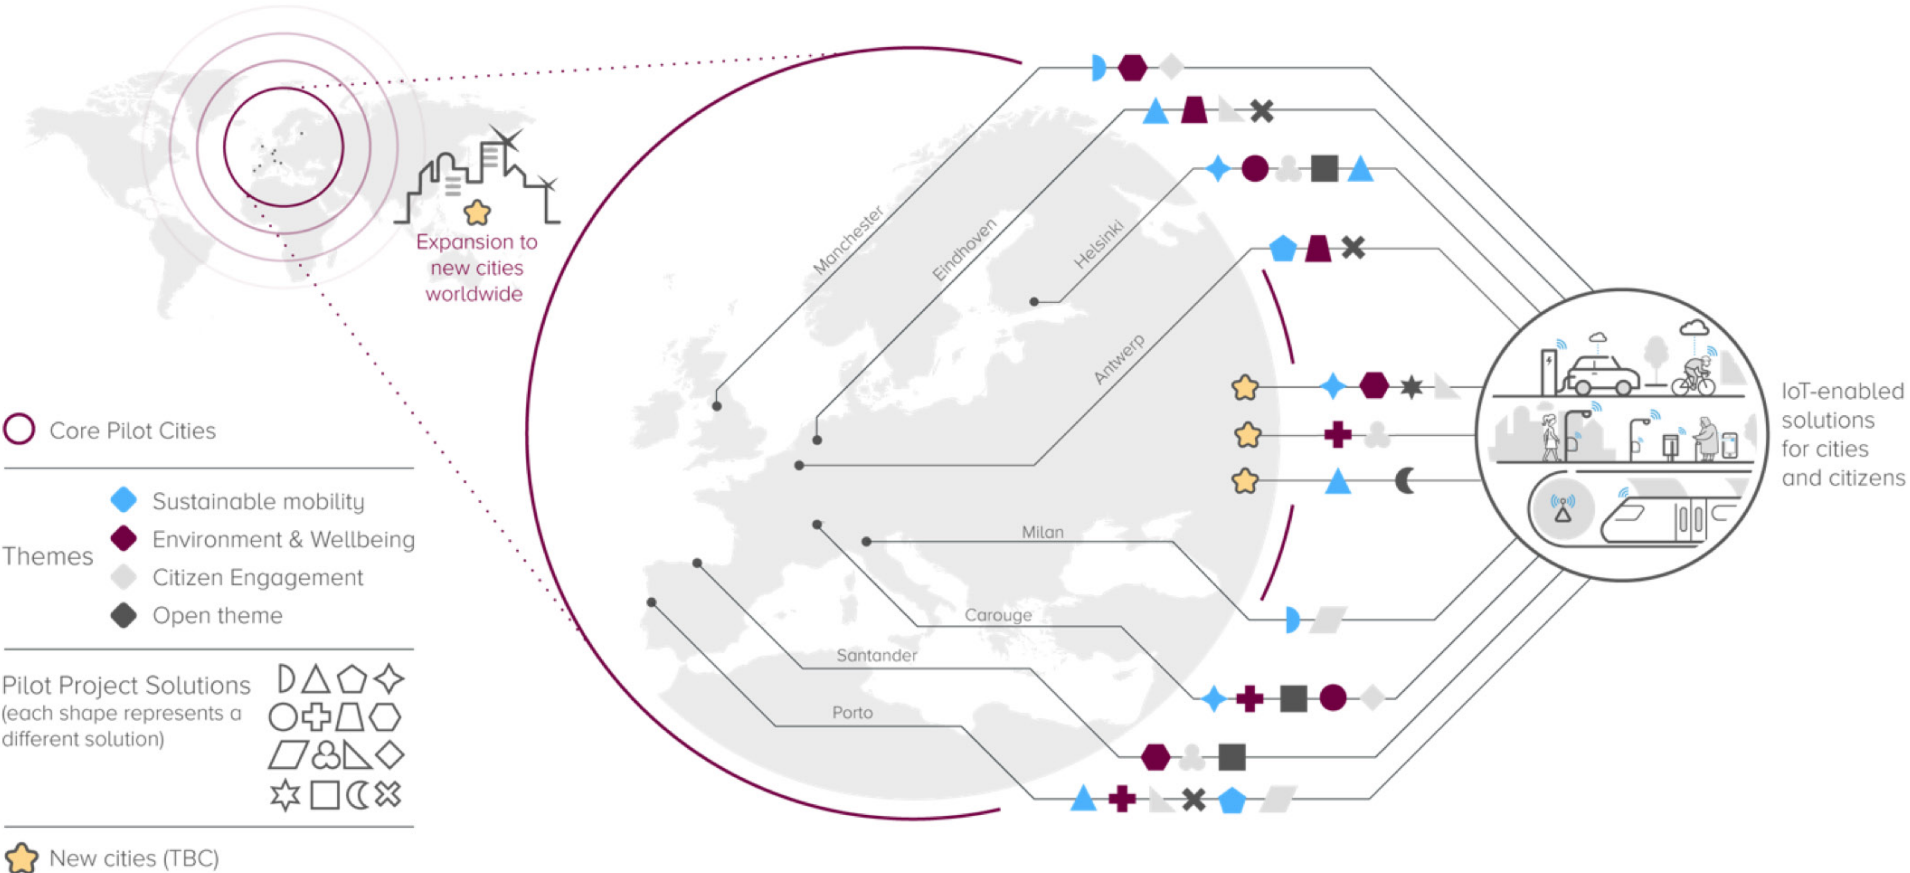 Expansion to
new cities
worldwide
Core Pilot Cities
Themes
Sustainable mobility
Environment & Wellbeing
Citizen Engagement
Open theme
Pilot Project Solutions
(each shape represents a
different solution)
New cities (TBC)
Manchester
Eindhoven
Helsinki
Antwerp
Milan
Carouge
Santander
Porto
IoT-enabled
solutions
for cities
and citizens